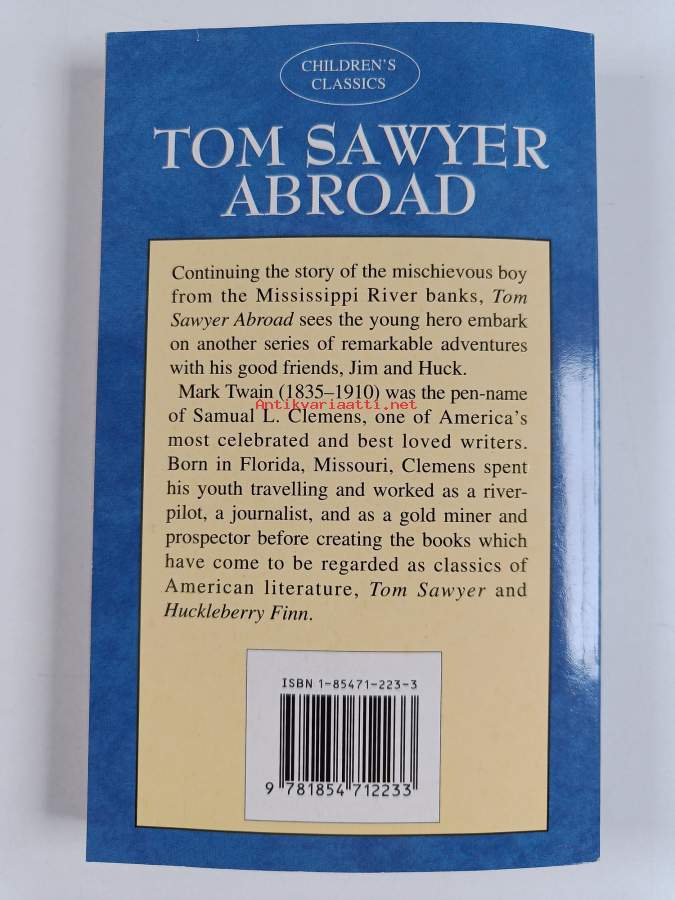 CHILDREN'S
CLASSICS
TOM SAWYER
ABROAD
Continuing the story of the mischievous boy
from the Mississippi River banks, Tom
Sawyer Abroad sees the young hero embark
on another series of remarkable adventures
with his good friends, Jim and Huck.
Mark Twain (1835–1910) was the pen-name
Antikvariaatti.net
of Samual L. Clemens, one of America's
most celebrated and best loved writers.
Born in Florida, Missouri, Clemens spent
his youth travelling and worked as a river-
pilot, a journalist, and as a gold miner and
prospector before creating the books which
have come to be regarded as classics of
American literature, Tom Sawyer and
Huckleberry Finn.
ISBN 1-85471-223-3
9 781854 712233